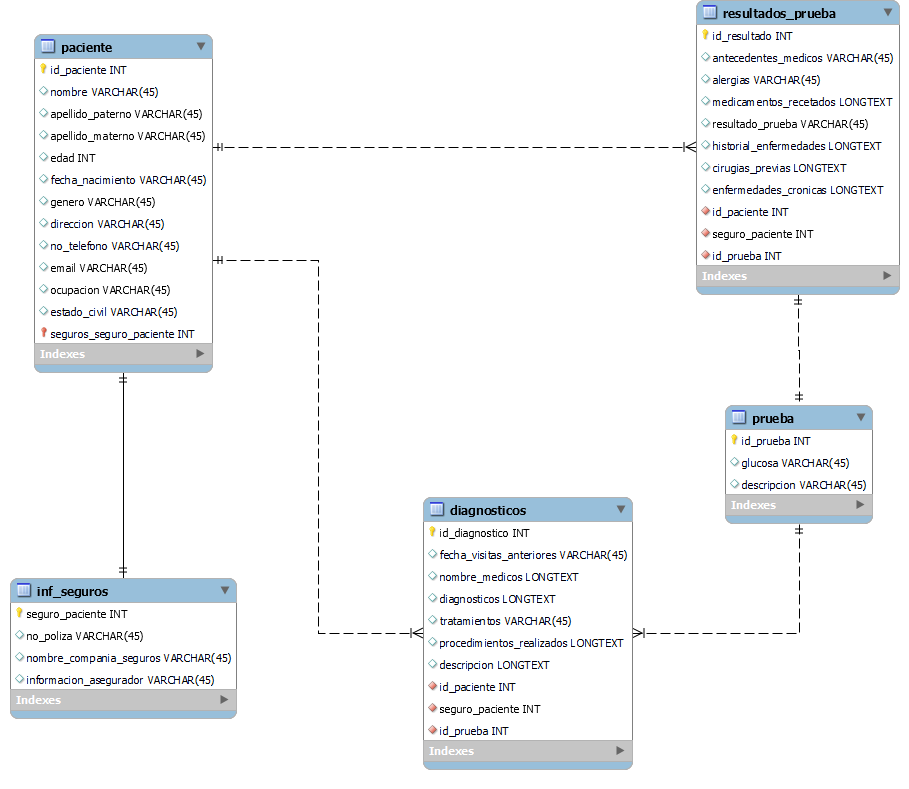 paciente
id_paciente INT
nombre VARCHAR(45)
apellido_paterno VARCHAR(45)
apellido_materno VARCHAR(45)
edad INT
fecha_nacimiento VARCHAR(45)
genero VARCHAR(45)
direccion VARCHAR(45)
no_telefono VARCHAR(45)
email VARCHAR(45)
ocupacion VARCHAR(45)
estado_civil VARCHAR(45)
seguros_seguro_paciente INT
Indexes
resultados_prueba
id_resultado INT
antecedentes_medicos VARCHAR(45)
alergias VARCHAR(45)
medicamentos_recetados LONGTEXT
resultado_prueba VARCHAR(45)
historial_enfermedades LONGTEXT
cirugias_previas LONGTEXT
enfermedades_cronicas LONGTEXT
id_paciente INT
seguro_paciente INT
id_prueba INT
Indexes
prueba
id_prueba INT
glucosa VARCHAR(45)
descripcion VARCHAR(45)
Indexes
diagnosticos
id_diagnostico INT
fecha_visitas_anteriores VARCHAR(45)
nombre_medicos LONGTEXT
diagnosticos LONGTEXT
tratamientos VARCHAR(45)
procedimientos_realizados LONGTEXT
descripcion LONGTEXT
id_paciente INT
seguro_paciente INT
id_prueba INT
Indexes
inf_seguros
seguro_paciente INT
no_poliza VARCHAR(45)
nombre_compania_seguros VARCHAR(45)
informacion_asegurador VARCHAR(45)
Indexes